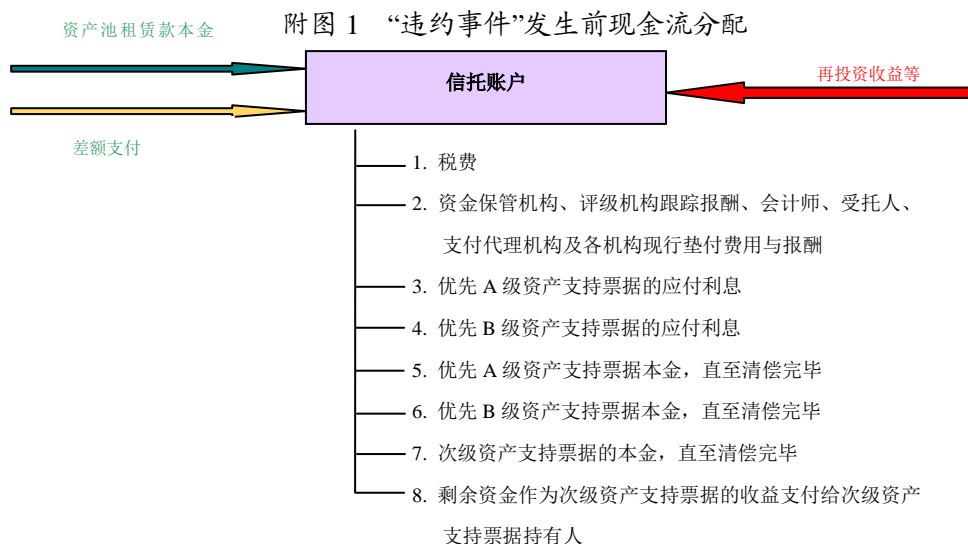 附图 1 “违约事件”发生前现金流分配
资产池租赁款本金
信托账户
再投资收益等
差额支付
1. 税费
2. 资金保管机构、评级机构跟踪报酬、会计师、受托人、
支付代理机构及各机构现行垫付费用与报酬
3. 优先 A 级资产支持票据的应付利息
4. 优先 B 级资产支持票据的应付利息
5. 优先 A 级资产支持票据本金，直至清偿完毕
6. 优先 B 级资产支持票据本金，直至清偿完毕
7. 次级资产支持票据的本金，直至清偿完毕
8. 剩余资金作为次级资产支持票据的收益支付给次级资产
支持票据持有人